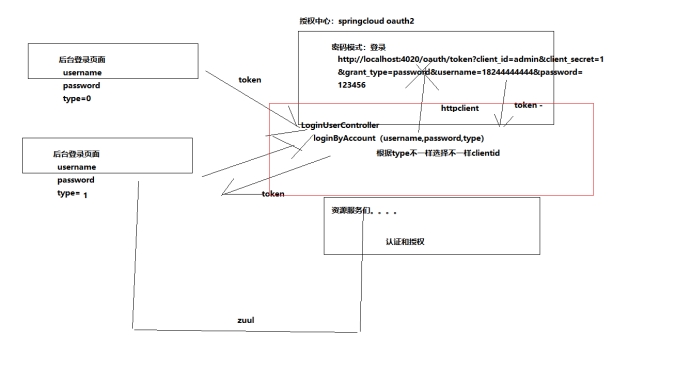 授权中心：springcloud oauth2
密码模式：登录
http://localhost:4020/oauth/token?client_id=admin&client_secret=1
&grant_type=password&username=18244444444&password=
123456
后台登录页面
username
password
type=0
token
httpclient
token -
LoginUserController
loginByAccount（username,password,type）
根据type不一样选择不一样clientid
后台登录页面
username
password
type= 1
token
资源服务们。。。。
认证和授权
zuul